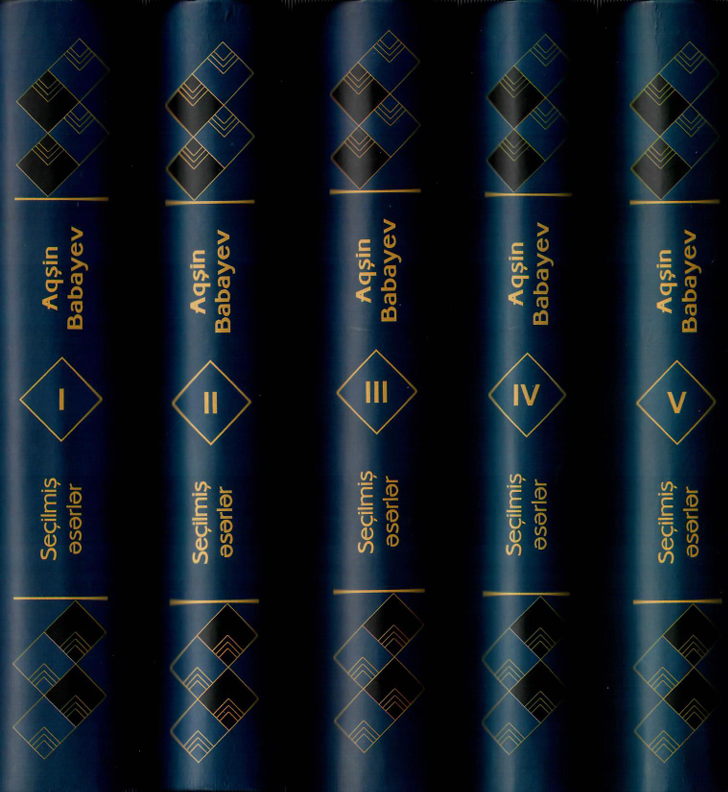 Aqşin
Babayev
I
Seçilmiş
əsərlər
Aqşin
Babayev
II
Seçilmiş
əsərlər
Aqşin
Babayev
III
Seçilmiş
əsərlər
Aqşin
Babayev
IV
Seçilmiş
əsərlər
Aqşin
Babayev
V
Seçilmiş
əsərlər